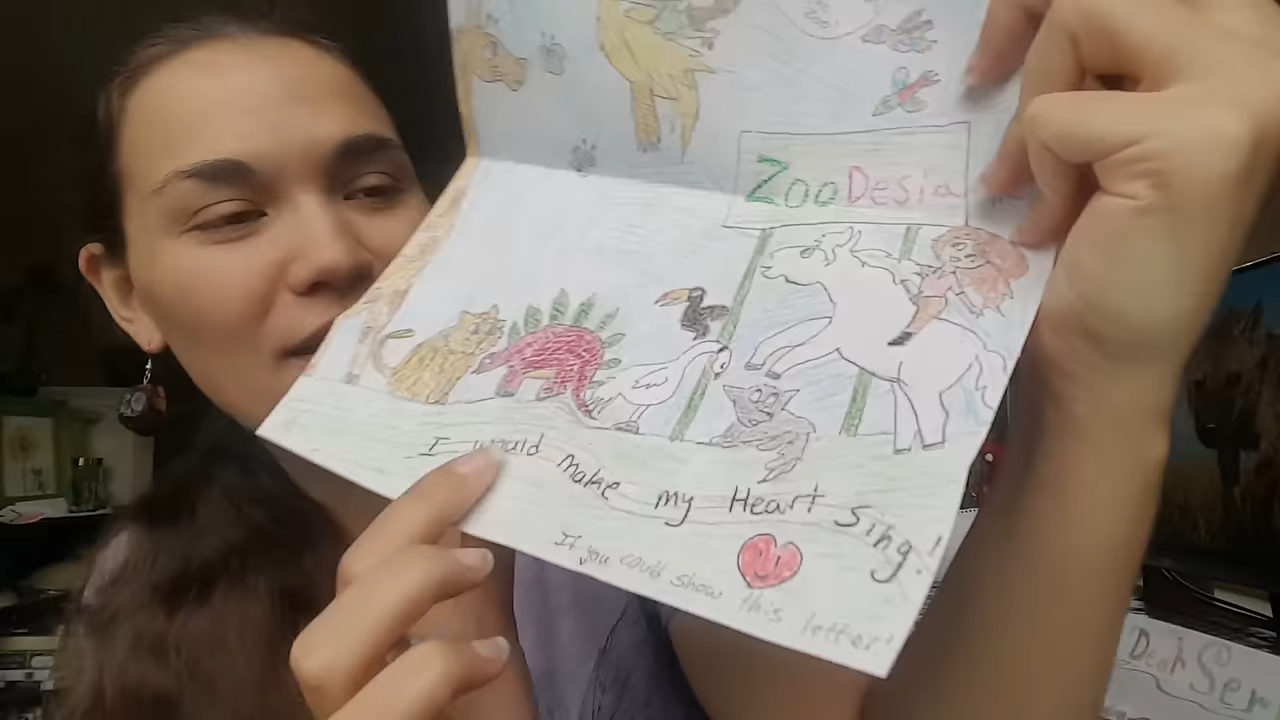 ZooDesia
I would make my Heart Sing!
If you could show this letter!
Dear Ser